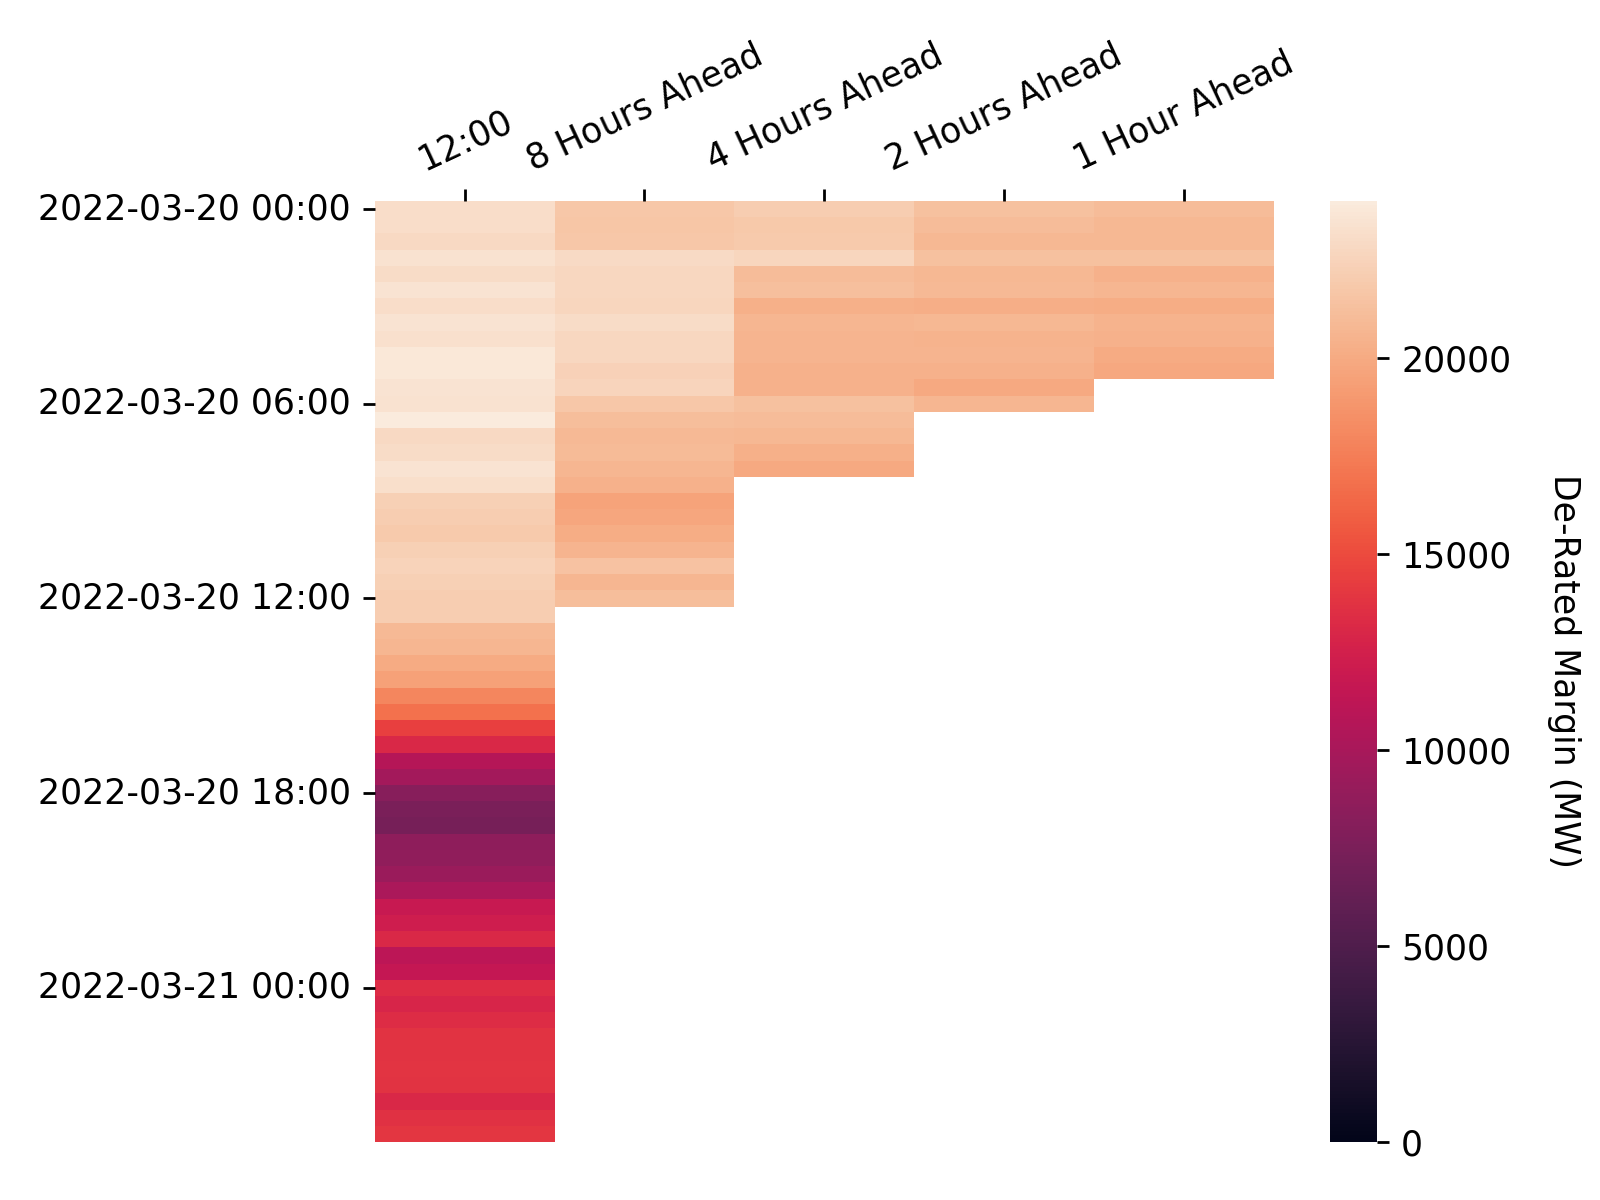 12:00
8 Hours Ahead
4 Hours Ahead
2 Hours Ahead
1 Hour Ahead
2022-03-20 00:00
2022-03-20 06:00
2022-03-20 12:00
2022-03-20 18:00
2022-03-21 00:00
20000
15000
10000
5000
0
De-Rated Margin (MW)